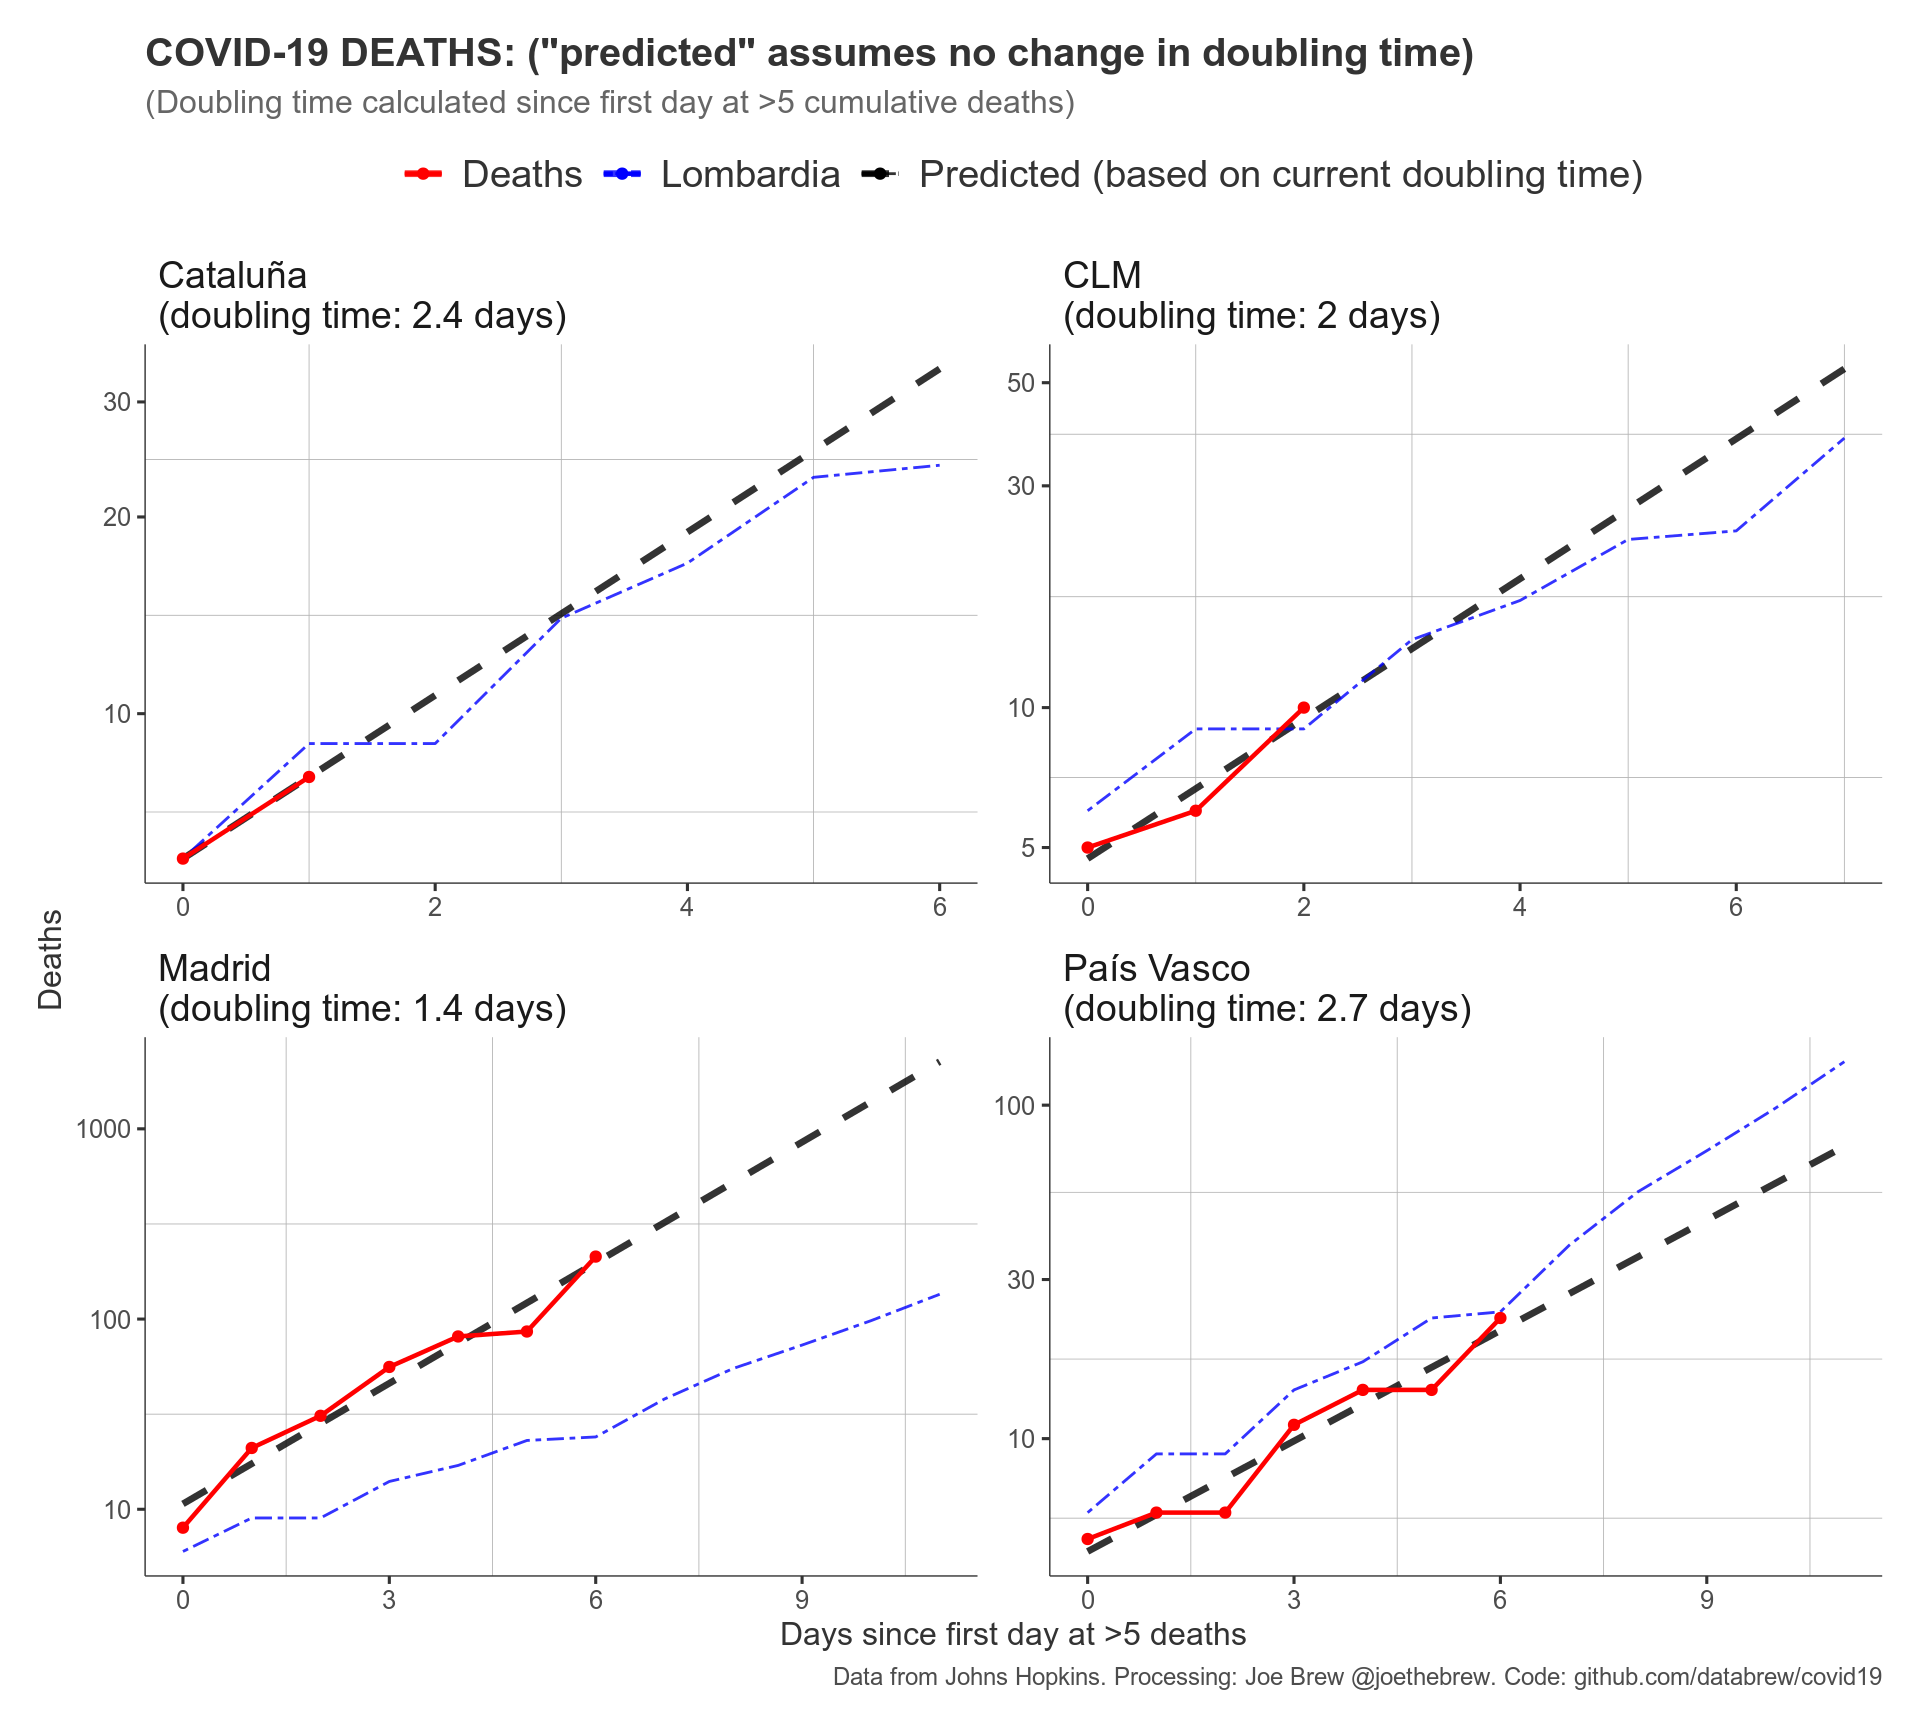 COVID-19 DEATHS: ("predicted" assumes no change in doubling time)
(Doubling time calculated since first day at >5 cumulative deaths)
Deaths Lombardia Predicted (based on current doubling time)
Cataluña
(doubling time: 2.4 days)
30
20
10
0 2 4 6
CLM
(doubling time: 2 days)
50
30
10
5
0 2 4 6
Deaths
Madrid
(doubling time: 1.4 days)
1000
100
10
0 3 6 9
País Vasco
(doubling time: 2.7 days)
100
30
10
0 3 6 9
Days since first day at >5 deaths
Data from Johns Hopkins. Processing: Joe Brew @joethebrew. Code: github.com/databrew/covid19